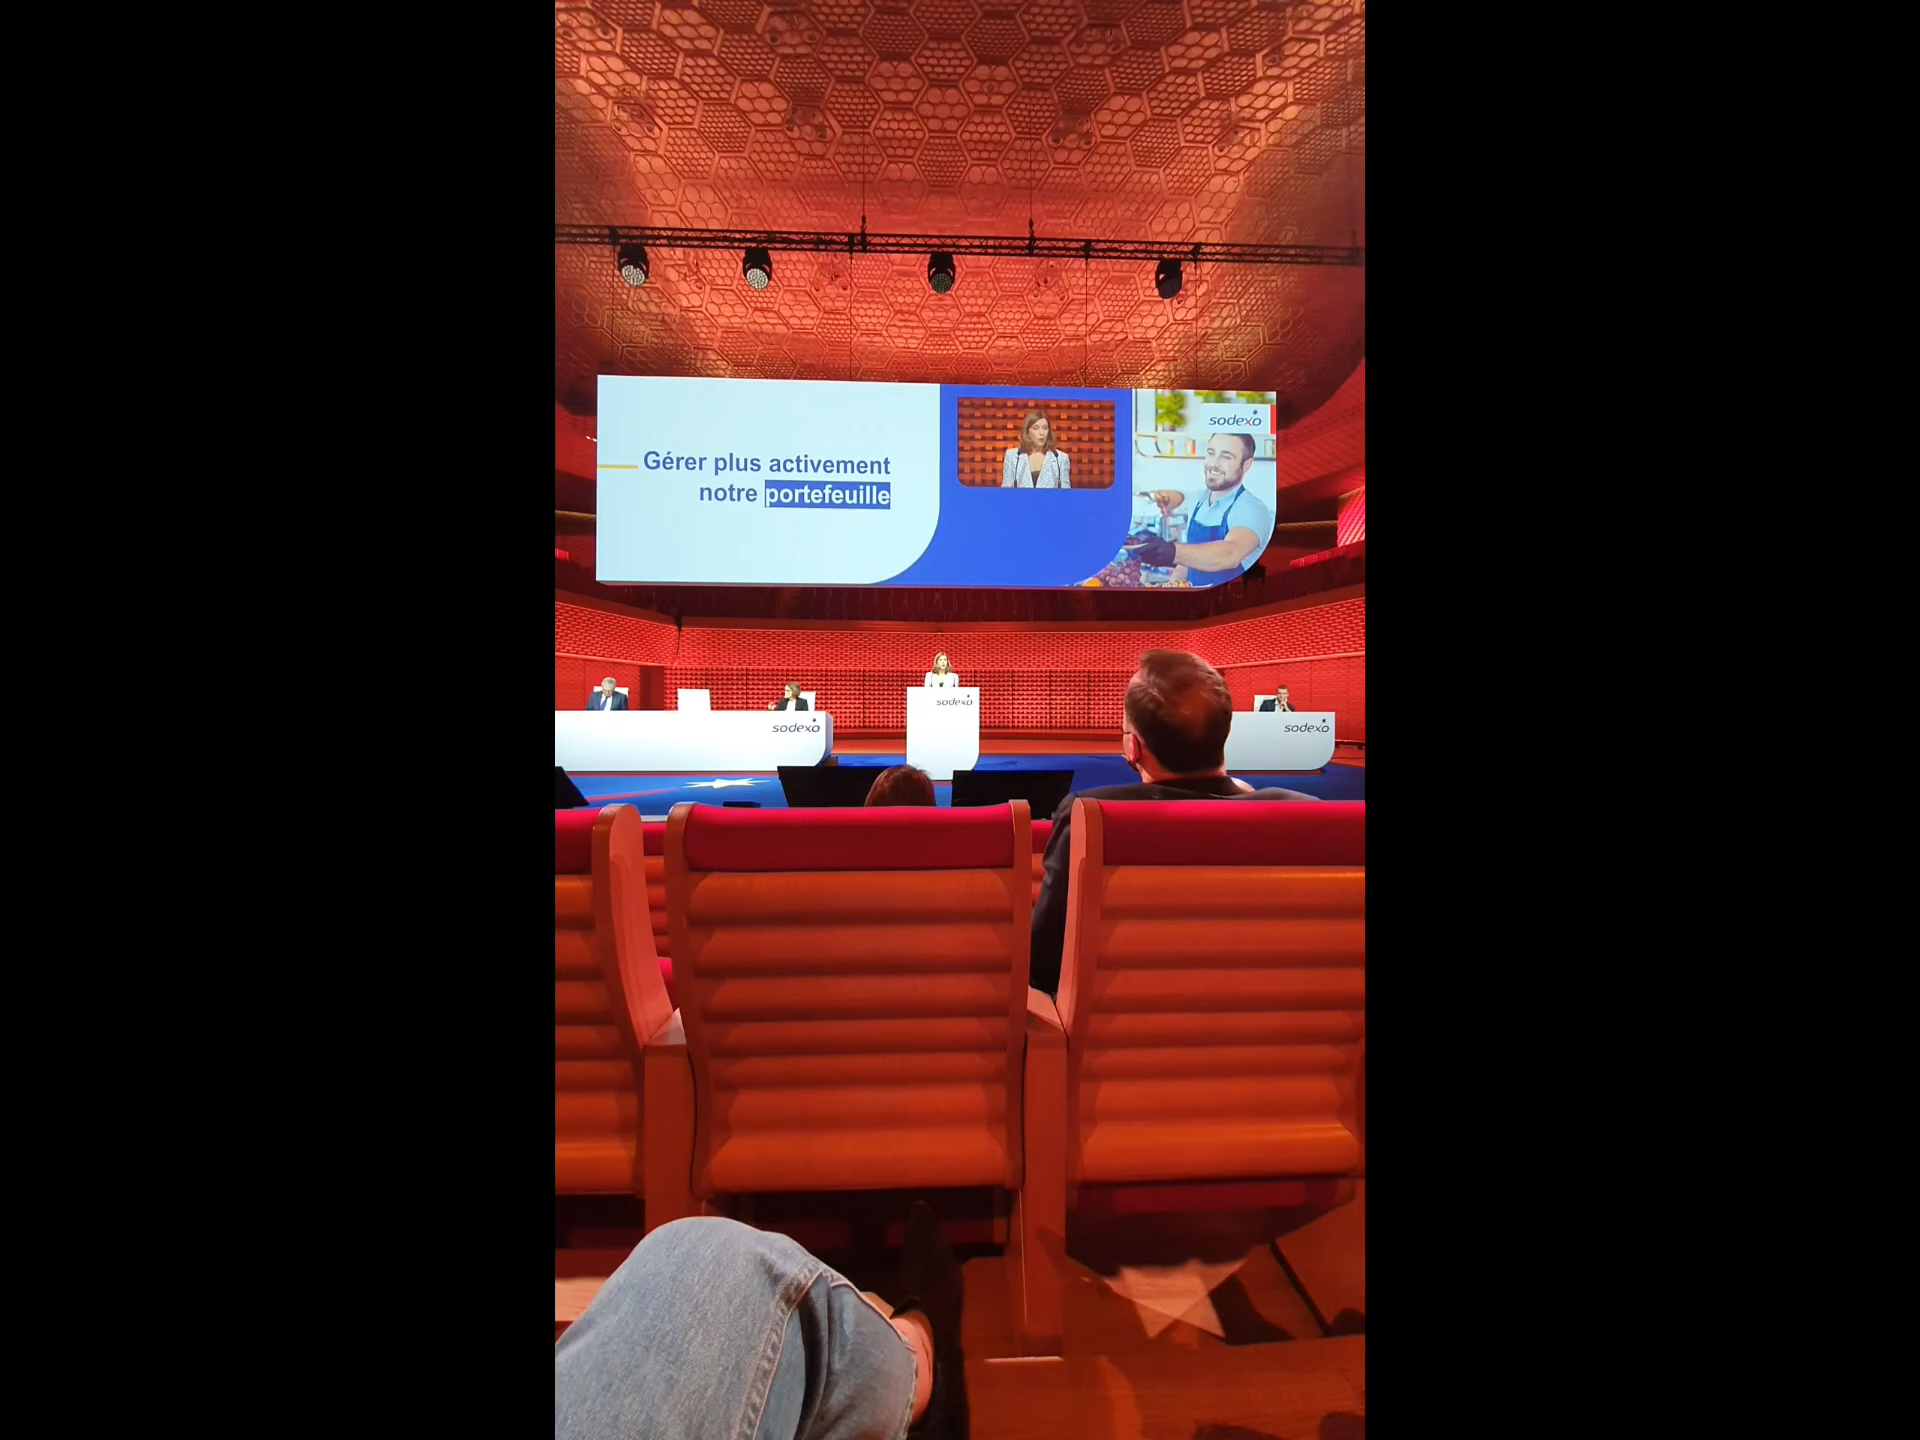 Gérer plus activement
notre portefeuille
sodexo
sodexo
sodexo
sodexo